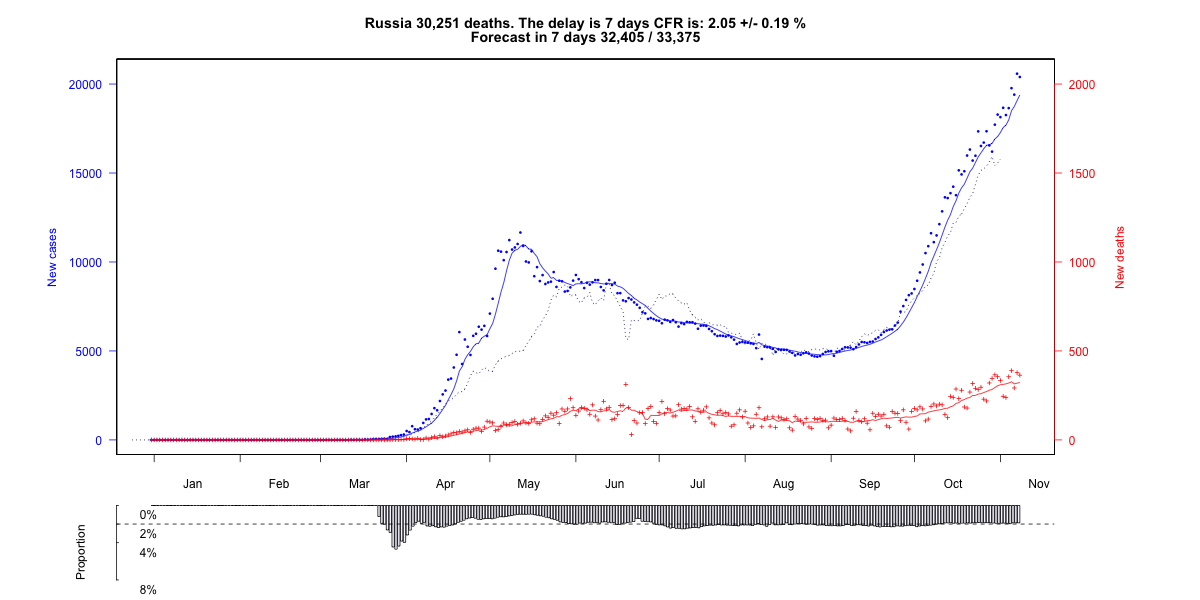 Russia 30,251 deaths. The delay is 7 days CFR is: 2.05 +/- 0.19 %
Forecast in 7 days 32,405 / 33,375
20000
15000
10000
5000
0
New cases
2000
1500
1000
500
0
New deaths
Jan Feb Mar Apr May Jun Jul Aug Sep Oct Nov
Proportion
0%
2%
4%
8%